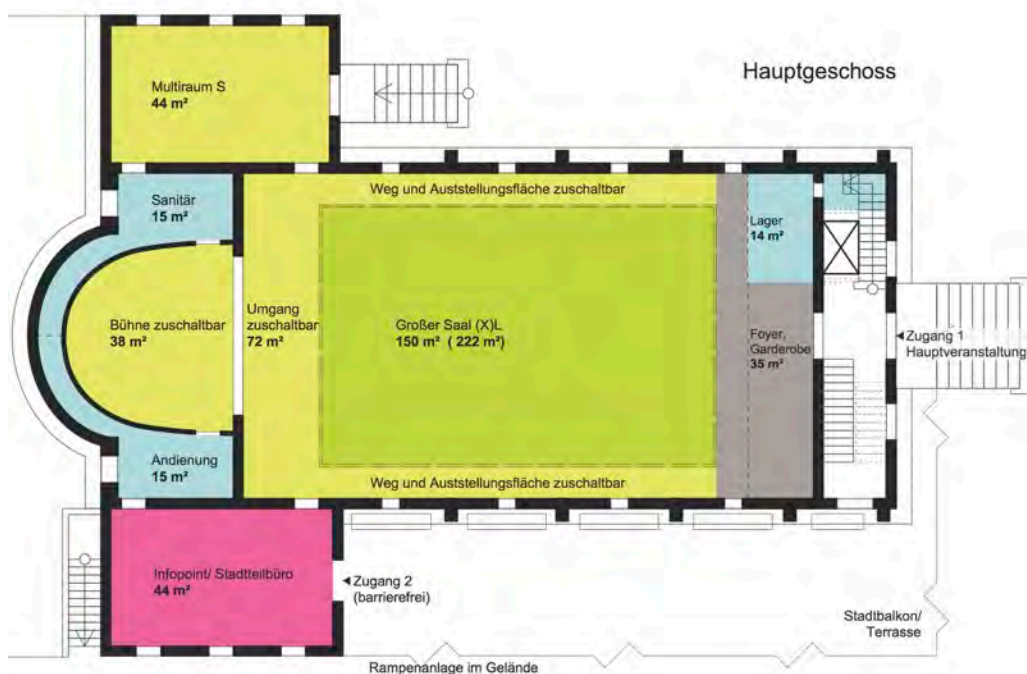 Hauptgeschoss
Multiraum S
44 m²
Weg und Auststellungsfläche zuschaltbar
Sanitär
15 m²
Lager
14 m²
Bühne zuschaltbar
38 m²
Umgang
zuschaltbar
72 m²
Großer Saal (X)L
150 m² ( 222 m²)
Foyer,
Garderobe
35 m²
Zugang 1
Hauptveranstaltung
Andienung
15 m²
Weg und Auststellungsfläche zuschaltbar
Infopoint/ Stadtteilbüro
44 m²
Zugang 2
(barrierefrei)
Stadtbalkon/
Terrasse
Rampenanlage im Gelände